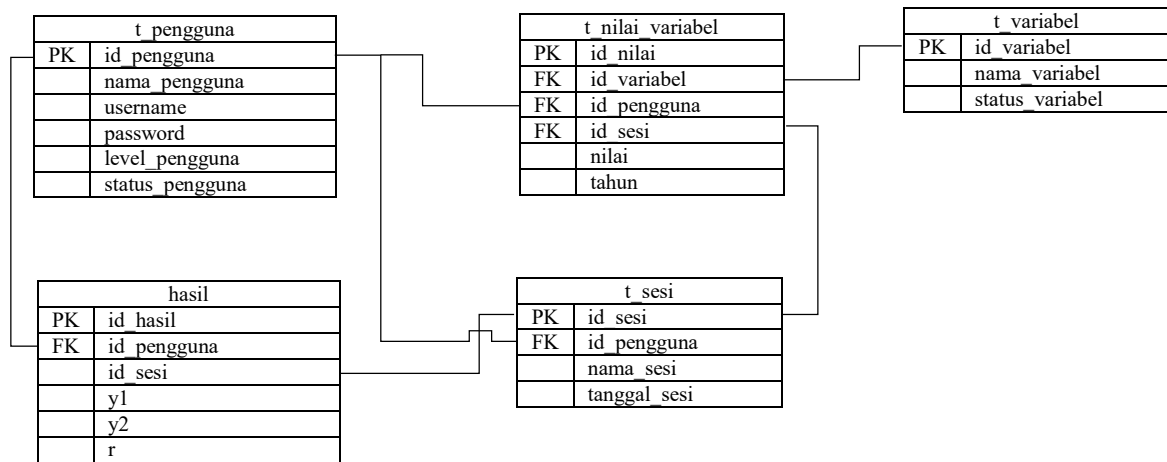 t_pengguna
PK id_pengguna
nama_pengguna
username
password
level_pengguna
status_pengguna
t_nilai_variabel
PK id_nilai
FK id_variabel
FK id_pengguna
FK id_sesi
nilai
tahun
t_variabel
PK id_variabel
nama_variabel
status_variabel
hasil
PK id_hasil
FK id_pengguna
id_sesi
y1
y2
r
t_sesi
PK id_sesi
FK id_pengguna
nama_sesi
tanggal_sesi